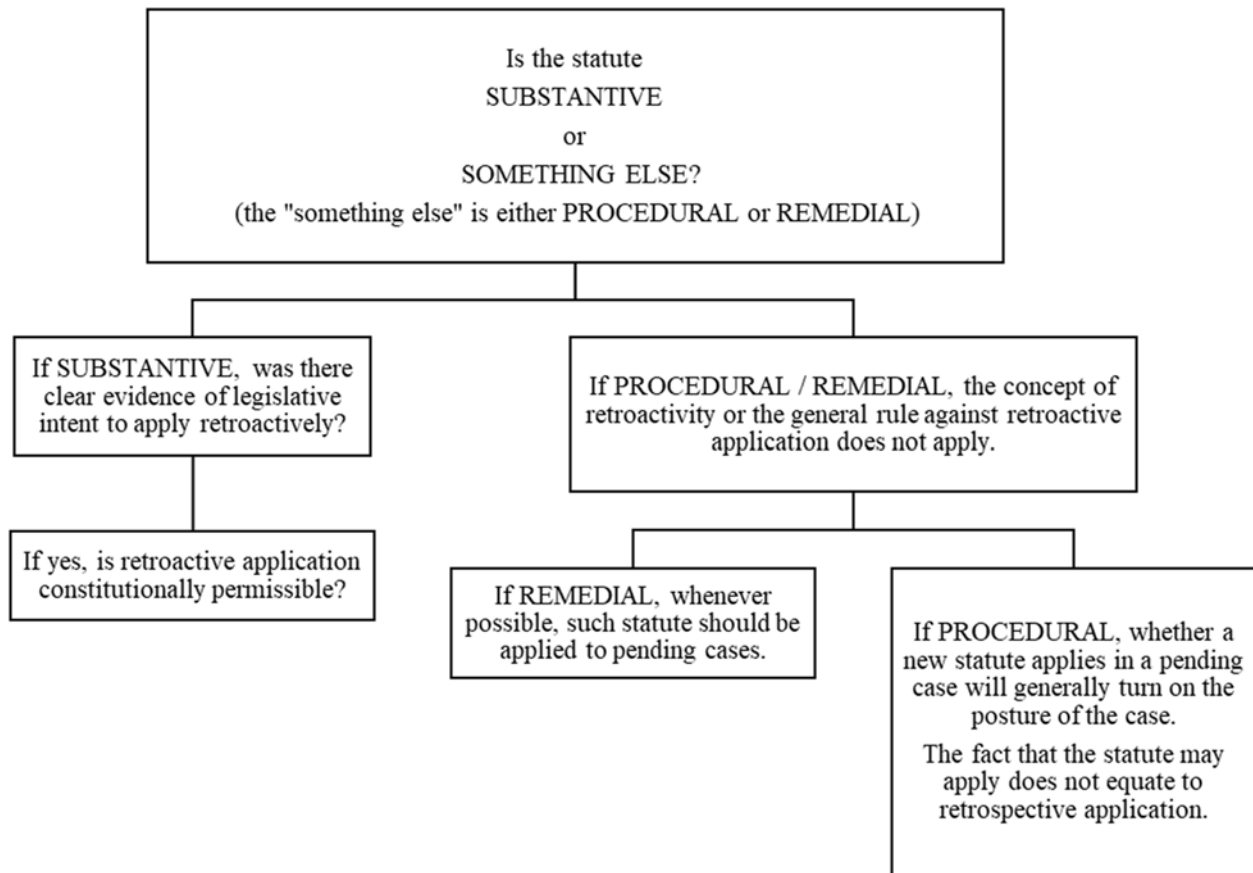 Is the statute
SUBSTANTIVE
or
SOMETHING ELSE?
(the "something else" is either PROCEDURAL or REMEDIAL)
If SUBSTANTIVE, was there
clear evidence of legislative
intent to apply retroactively?
If yes, is retroactive application
constitutionally permissible?
If PROCEDURAL / REMEDIAL, the concept of
retroactivity or the general rule against retroactive
application does not apply.
If REMEDIAL, whenever
possible, such statute should be
applied to pending cases.
If PROCEDURAL, whether a
new statute applies in a pending
case will generally turn on the
posture of the case.
The fact that the statute may
apply does not equate to
retrospective application.